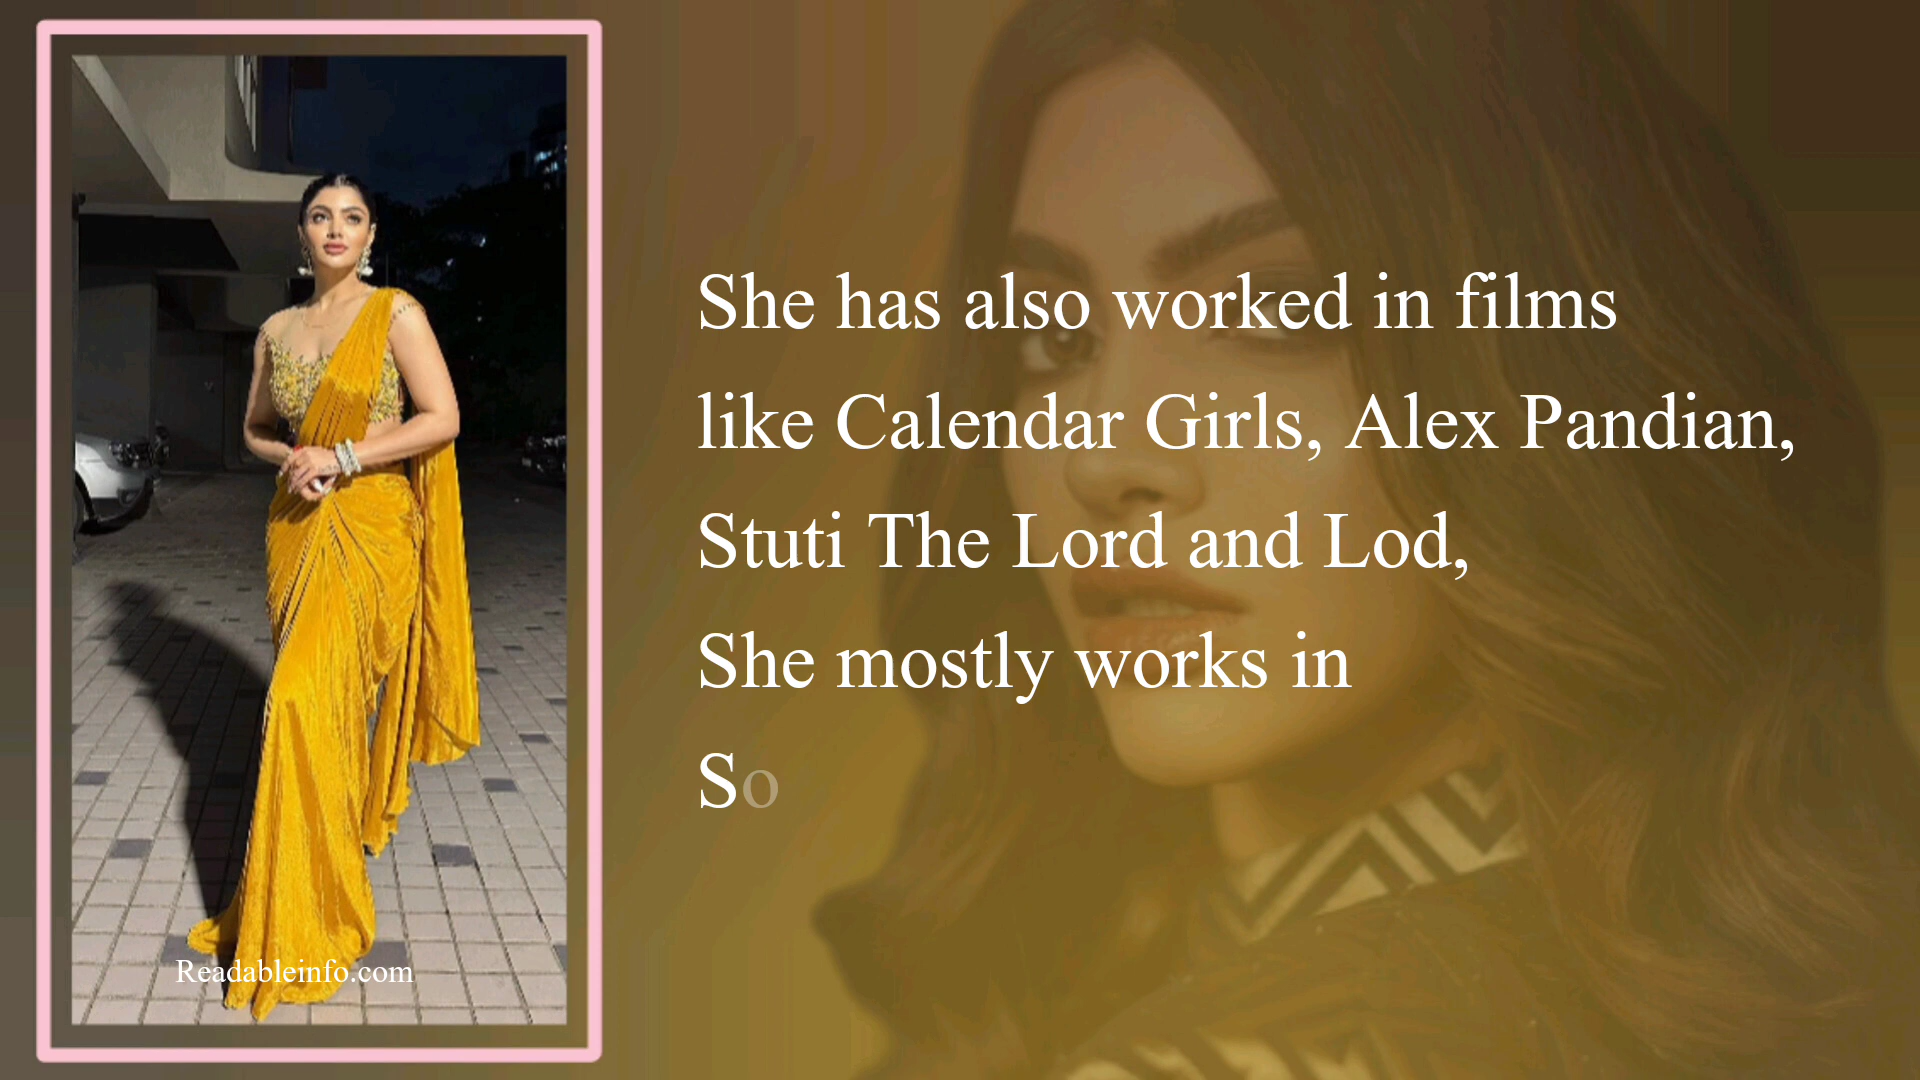 She has also worked in films
like Calendar Girls, Alex Pandian,
Stuti The Lord and Lod,
She mostly works in
So
Readableinfo.com